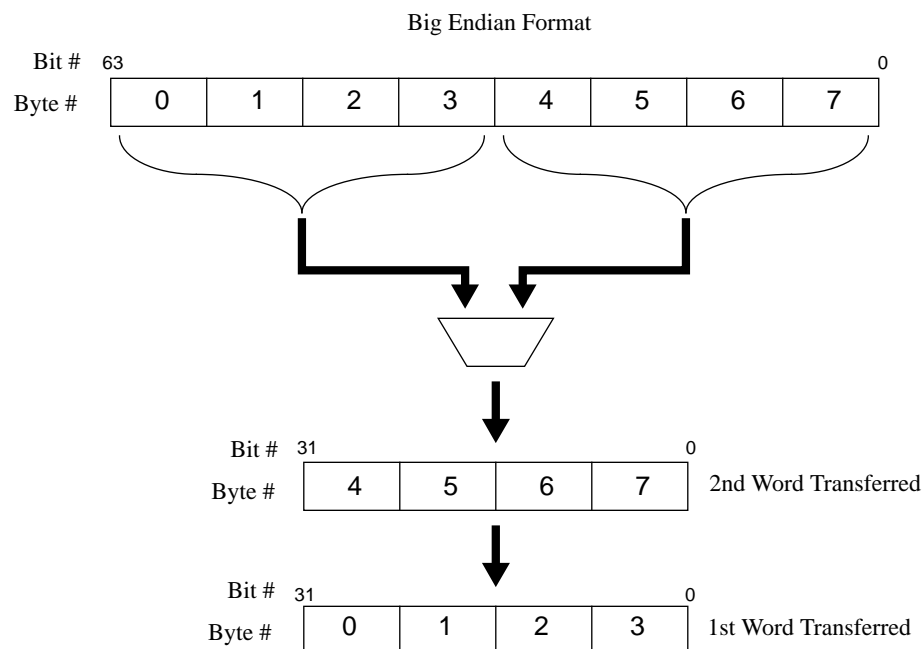 Big Endian Format
Bit # 63 0
Byte # 0 1 2 3 4 5 6 7
Bit # 31 0
Byte # 4 5 6 7 2nd Word Transferred
Bit # 31 0
Byte # 0 1 2 3 1st Word Transferred